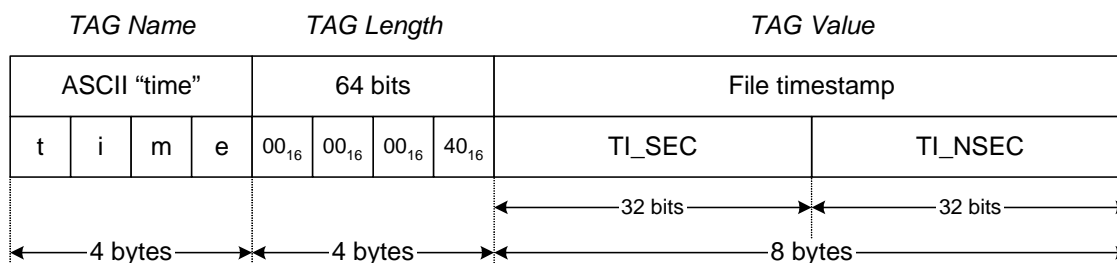 TAG Name TAG Length TAG Value
ASCII “time” 64 bits File timestamp
t i m e 00₁₆ 00₁₆ 00₁₆ 40₁₆ TI_SEC TI_NSEC
32 bits 32 bits
4 bytes 4 bytes 8 bytes